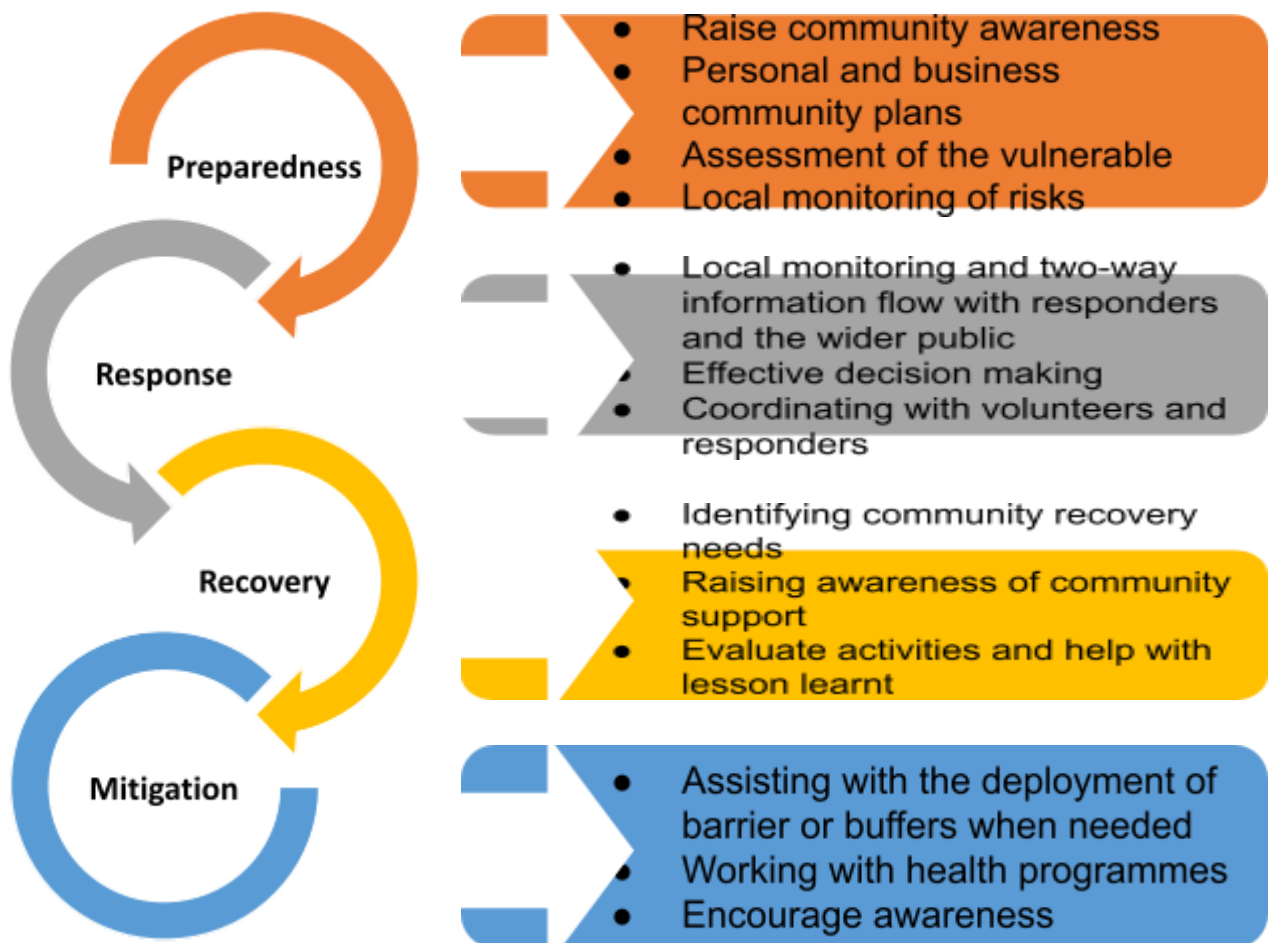 Preparedness
● Raise community awareness
● Personal and business
community plans
● Assessment of the vulnerable
● Local monitoring of risks
Response
● Local monitoring and two-way
information flow with responders
and the wider public
● Effective decision making
● Coordinating with volunteers and
responders
Recovery
● Identifying community recovery
needs
● Raising awareness of community
support
● Evaluate activities and help with
lesson learnt
Mitigation
● Assisting with the deployment of
barrier or buffers when needed
● Working with health programmes
● Encourage awareness